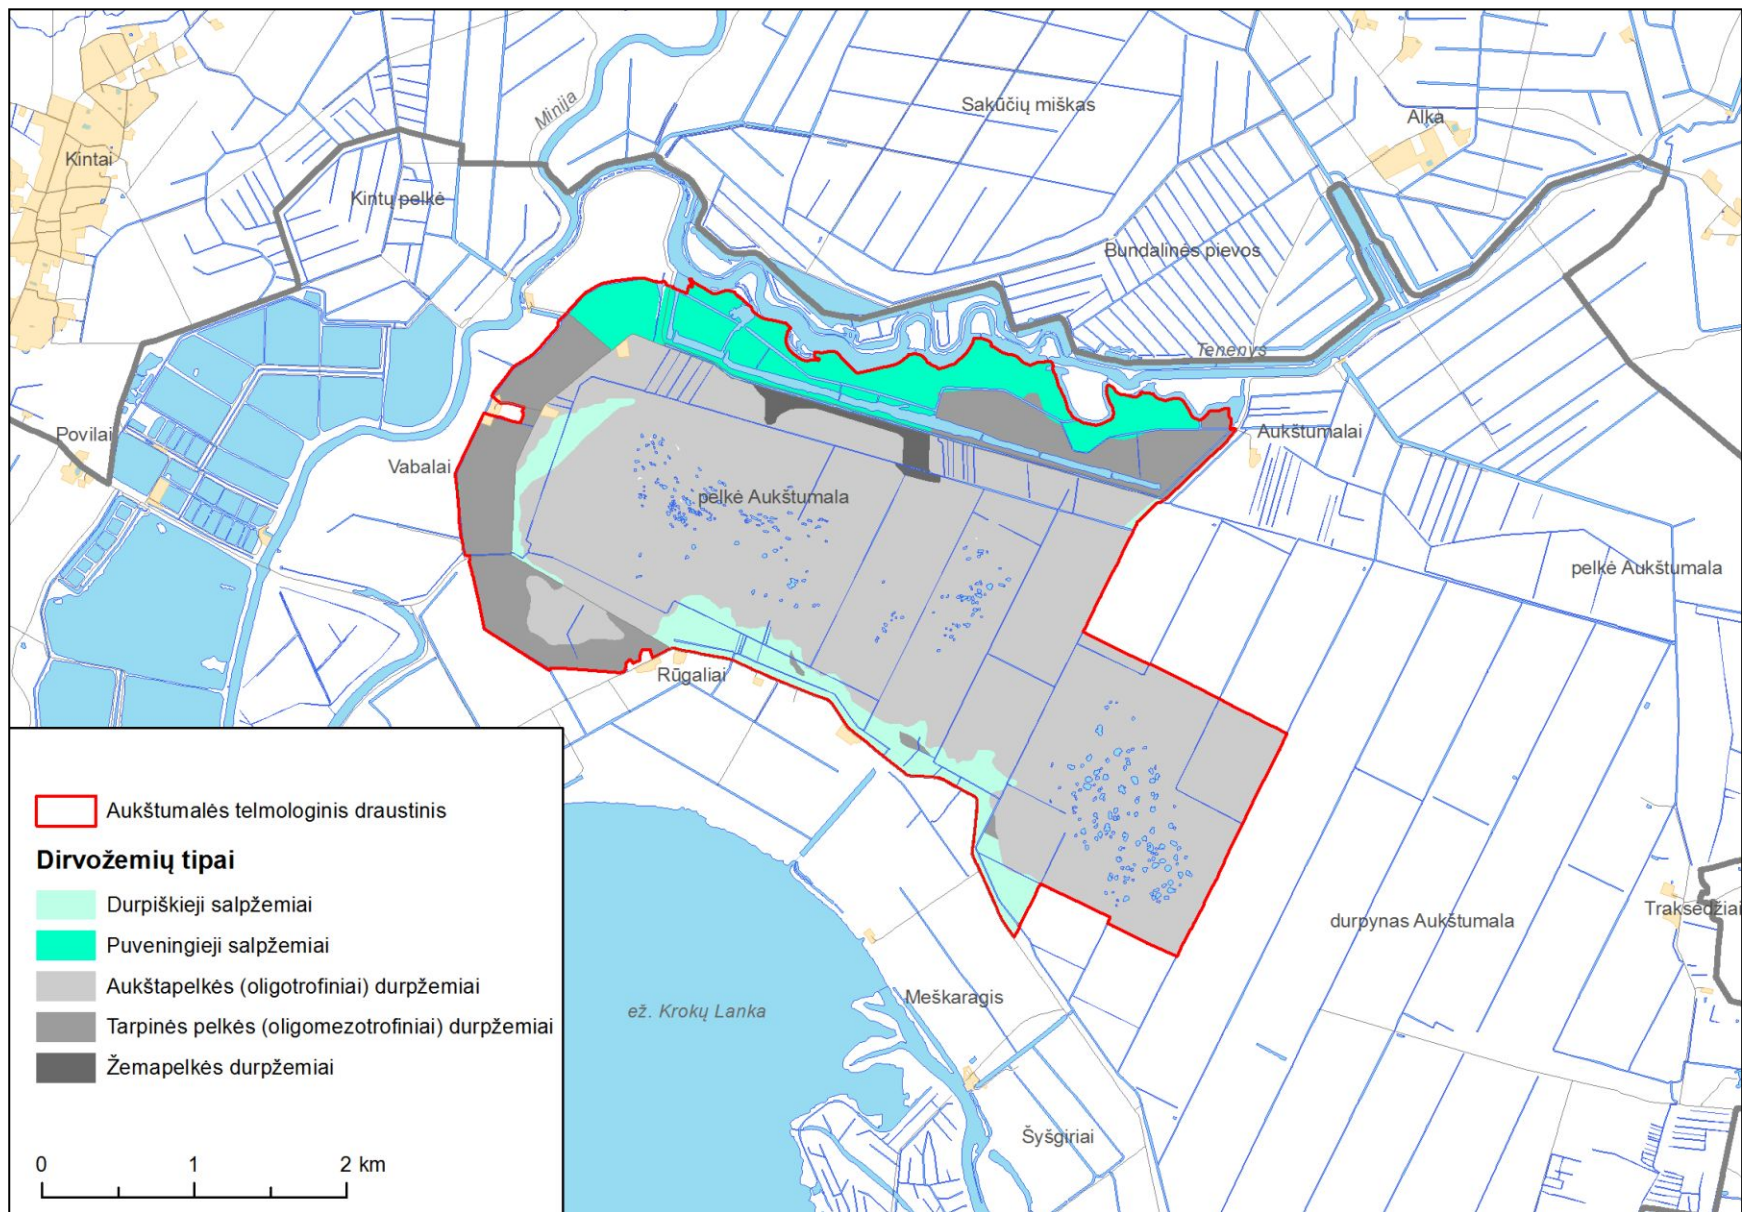 Minija
Sakūčių miškas
Alka
Kintai
Kintų pelkė
Bundalinės pievos
Tenenys
Povilai
Vabalai
Aukštumalai
pelkė Aukštumala
pelkė Aukštumala
Rūgaliai
Traksėdžiai
durpynas Aukštumala
Meškaragis
ež. Krokų Lanka
Šyšgiriai
Aukštumalės telmologinis draustinis
Dirvožemių tipai
Durpiškieji salpžemiai
Puveningieji salpžemiai
Aukštapelkės (oligotrofiniai) durpžemiai
Tarpinės pelkės (oligomezotrofiniai) durpžemiai
Žemapelkės durpžemiai
0 1 2 km